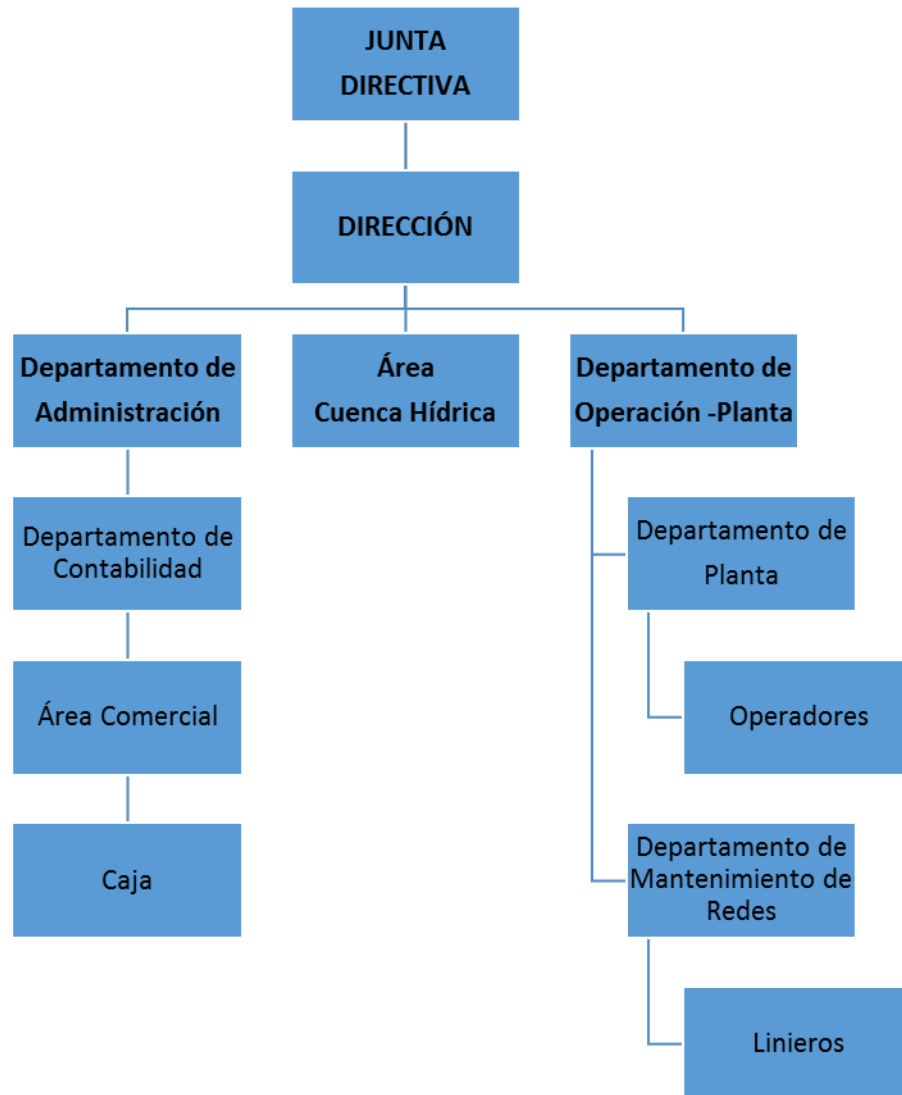 JUNTA
DIRECTIVA
DIRECCIÓN
Departamento de
Administración
Área
Cuenca Hídrica
Departamento de
Operación -Planta
Departamento de
Contabilidad
Departamento de
Planta
Área Comercial
Operadores
Caja
Departamento de
Mantenimiento de
Redes
Linieros